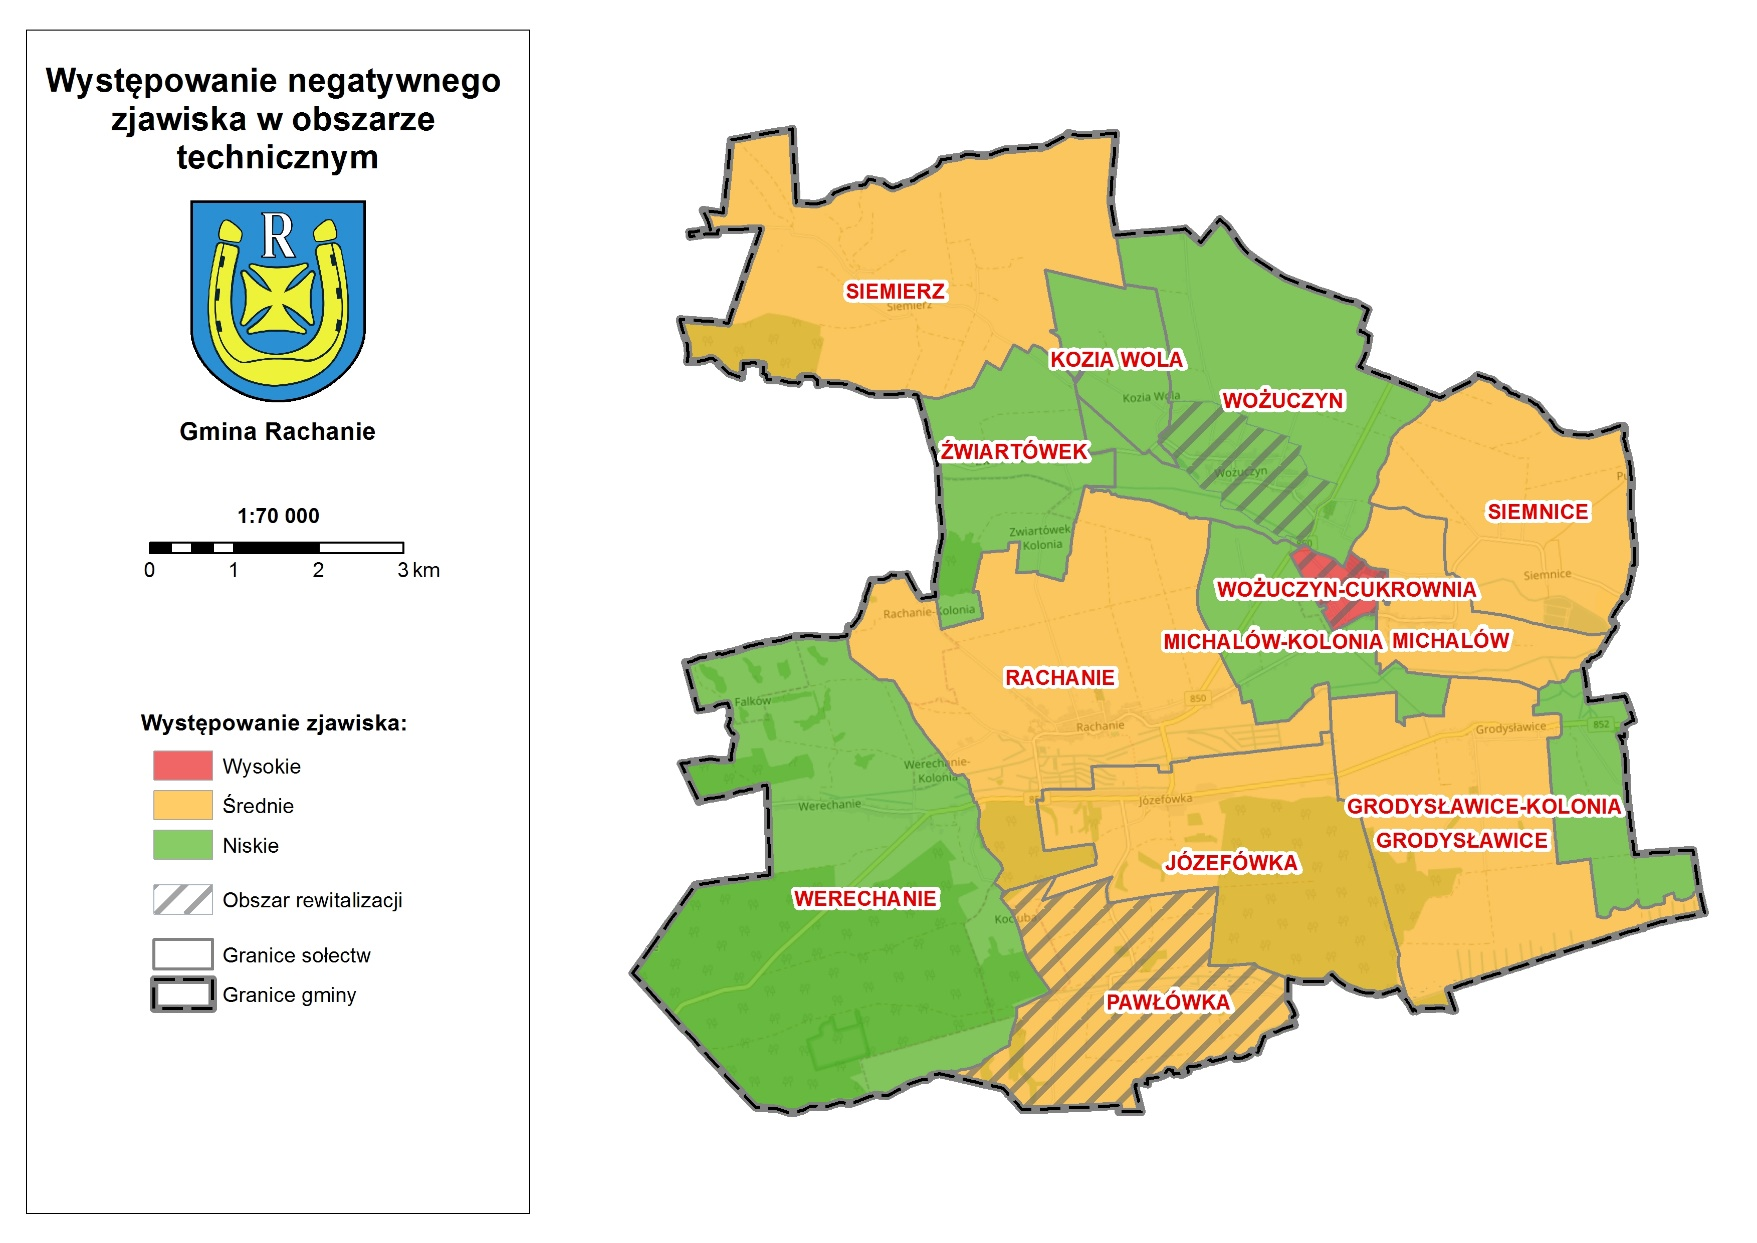 Występowanie negatywnego
zjawiska w obszarze
technicznym
R
Gmina Rachanie
1:70 000
0 1 2 3 km
Występowanie zjawiska:
Wysokie
Średnie
Niskie
Obszar rewitalizacji
Granice sołectw
Granice gminy
SIEMIERZ
Siemierz
KOZIA WOLA
Kozia Wola
WOŻUCZYN
ŹWIARTÓWEK
Wożuczyn
SIEMNICE
Zwiartówek
Kolonia
Siemnice
WOŻUCZYN-CUKROWNIA
Rachanie-Kolonia
MICHALÓW-KOLONIA
MICHALÓW
RACHANIE
Falków
850
Rachanie
Grodysławice
852
Werechanie-
Kolonia
Werechanie
Józefówka
GRODYSŁAWICE-KOLONIA
GRODYSŁAWICE
JÓZEFÓWKA
WERECHANIE
Kociuba
PAWŁÓWKA